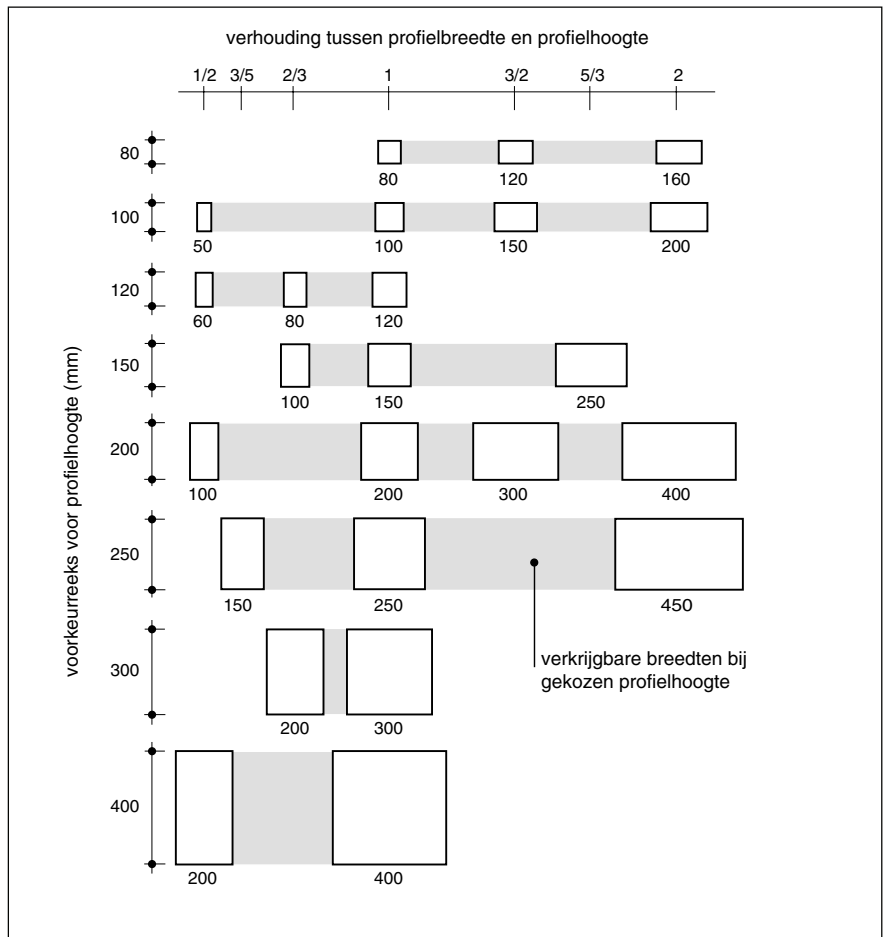 verhouding tussen profielbreedte en profielhoogte
1/2 3/5 2/3 1 3/2 5/3 2
80
80 120 160
100
50 100 150 200
120
60 80 120
150
100 150 250
200
100 200 300 400
250
150 250 450
voorkeurreeks voor profielhoogte (mm)
verkrijgbare breedten bij
gekozen profielhoogte
300
200 300
400
200 400